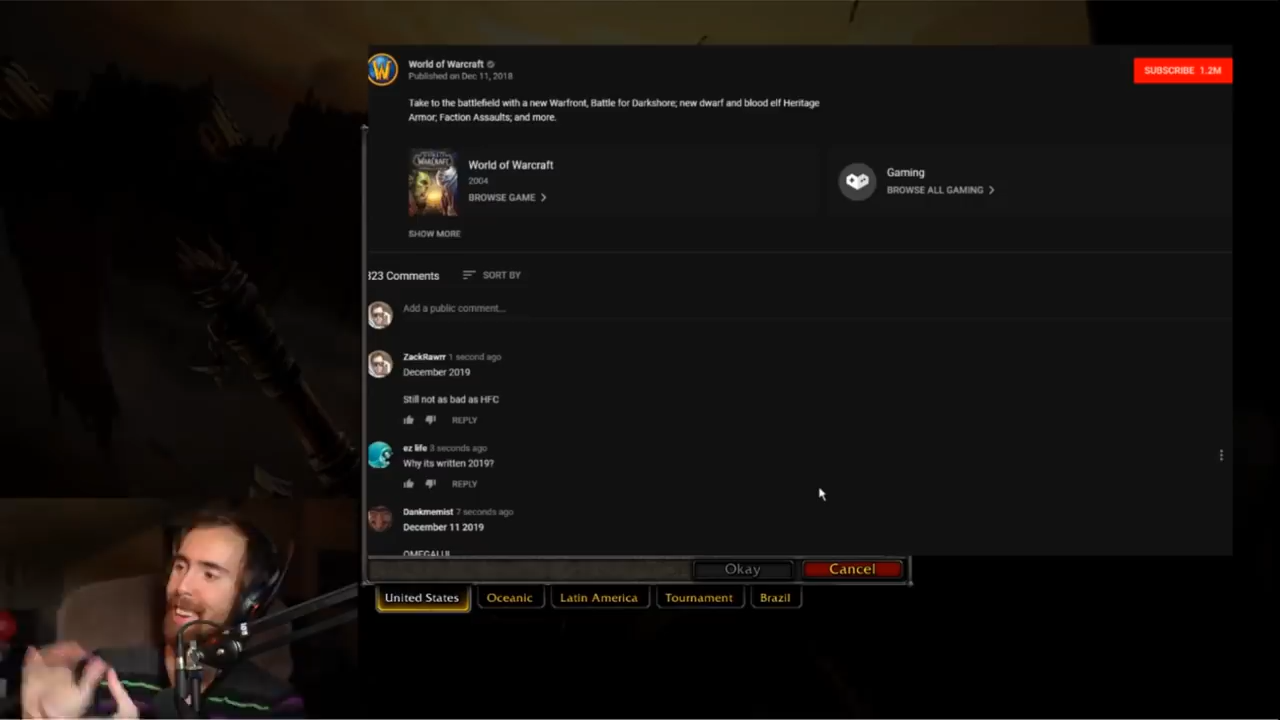 World of Warcraft
Published on Dec 11, 2018
SUBSCRIBE 1.2M
Take to the battlefield with a new Warfront, Battle for Darkshore; new dwarf and blood elf Heritage
Armor; Faction Assaults; and more.
WARCRAFT
World of Warcraft
2004
BROWSE GAME
Gaming
BROWSE ALL GAMING
SHOW MORE
323 Comments
SORT BY
Add a public comment...
ZackRawrr 1 second ago
December 2019
Still not as bad as HFC
REPLY
ez life 3 seconds ago
Why its written 2019?
REPLY
Dankmemist 7 seconds ago
December 11 2019
OMEGALUL
Okay
Cancel
United States
Oceanic
Latin America
Tournament
Brazil